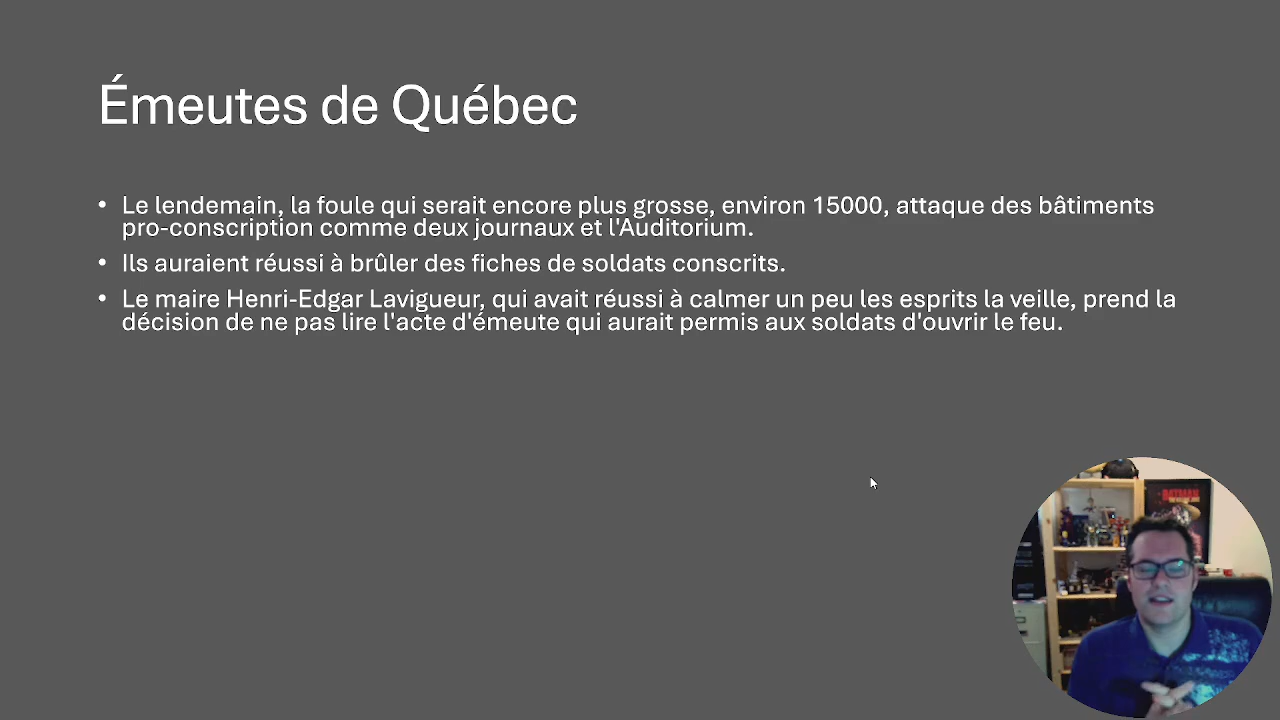 Émeutes de Québec
• Le lendemain, la foule qui serait encore plus grosse, environ 15000, attaque des bâtiments
pro-conscription comme deux journaux et l'Auditorium.
• Ils auraient réussi à brûler des fiches de soldats conscrits.
• Le maire Henri-Edgar Lavigueur, qui avait réussi à calmer un peu les esprits la veille, prend la
décision de ne pas lire l'acte d'émeute qui aurait permis aux soldats d'ouvrir le feu.
BATMAN